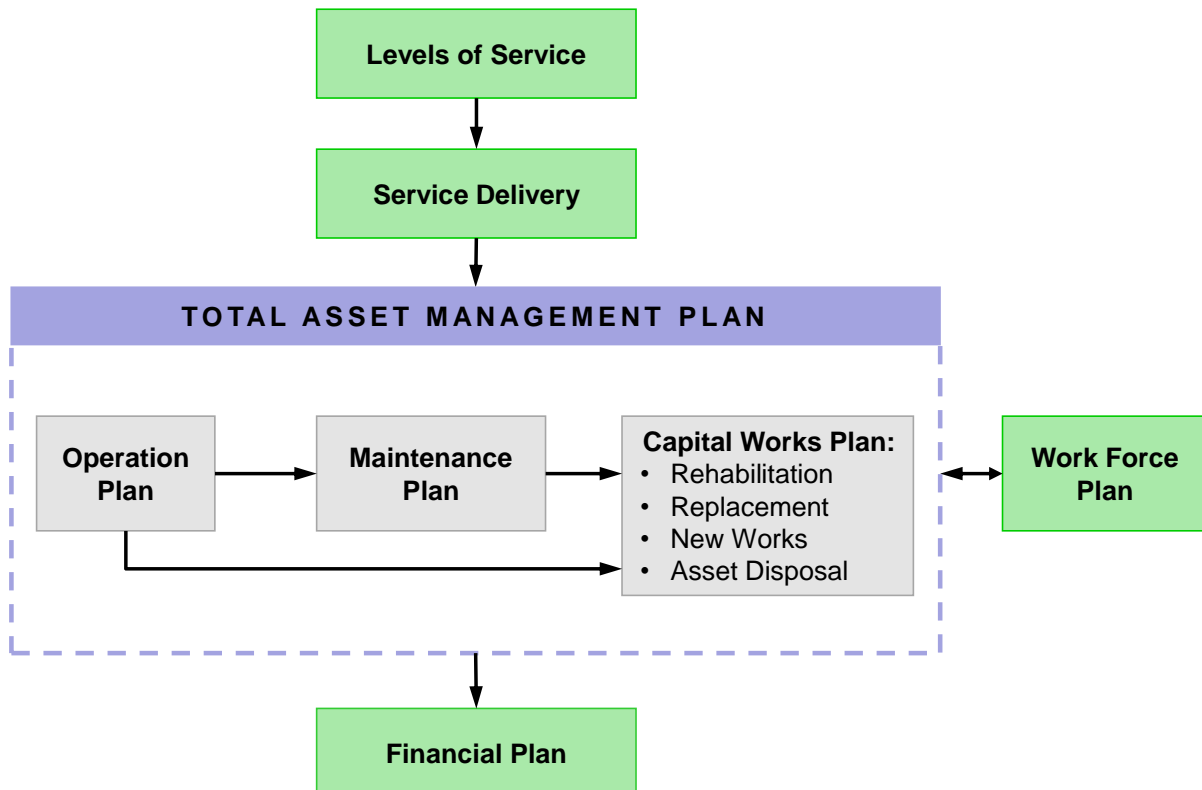 Levels of Service
Service Delivery
TOTAL ASSET MANAGEMENT PLAN
Operation
Plan
Maintenance
Plan
Capital Works Plan:
• Rehabilitation
• Replacement
• New Works
• Asset Disposal
Work Force
Plan
Financial Plan